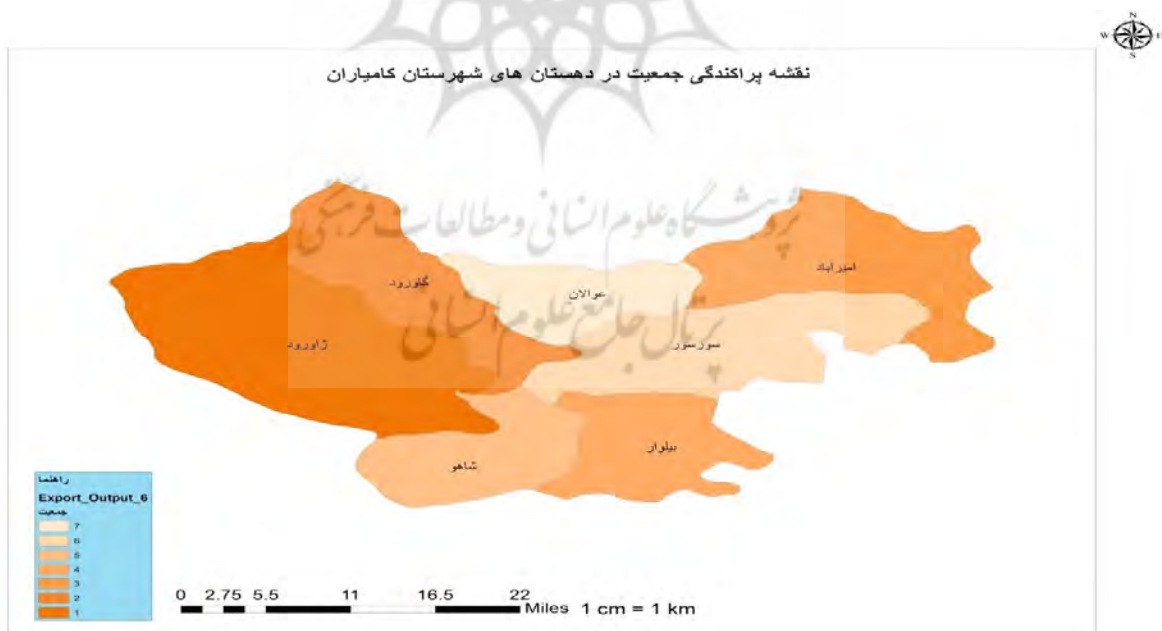 N
W E
S
نقشه پراکندگی جمعیت در دهستان های شهرستان کامیاران
پژوهشگاه علوم انسانی و مطالعات فرهنگی
پرتال جامع علوم انسانی
امیرآباد
گاورود
عوالان
ژاورود
سورسور
بیلوار
شاهو
راهنما
Export_Output_6
جمعیت
7
6
5
4
3
2
1
0 2.75 5.5 11 16.5 22 Miles 1 cm = 1 km